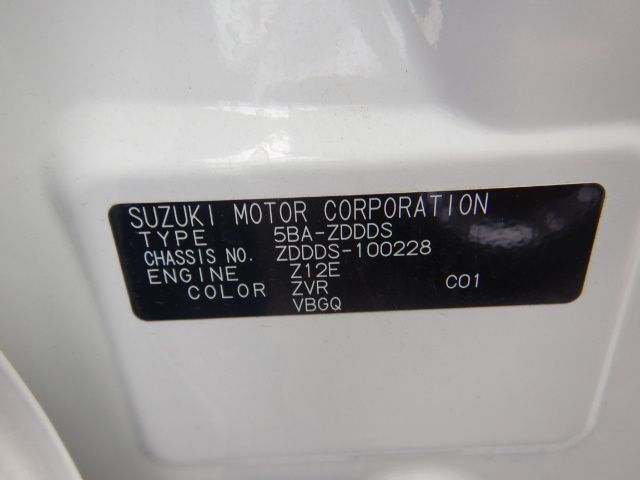 SUZUKI MOTOR CORPORATION
TYPE 5BA-ZDDDS
CHASSIS NO. ZDDDS-100228
ENGINE Z12E
COLOR ZVR C01
VBGQ